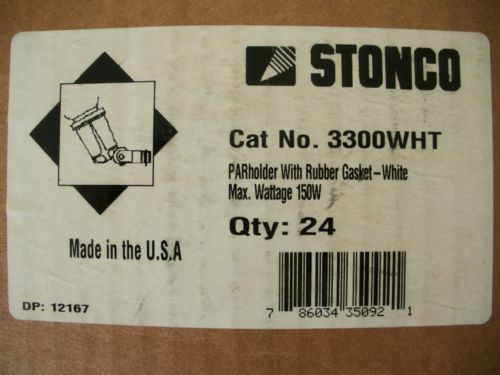 STONCO
Cat No. 3300WHT
PARholder With Rubber Gasket-White
Max. Wattage 150W
Qty: 24
Made in the U.S.A
DP: 12167
7 86034 35092 1